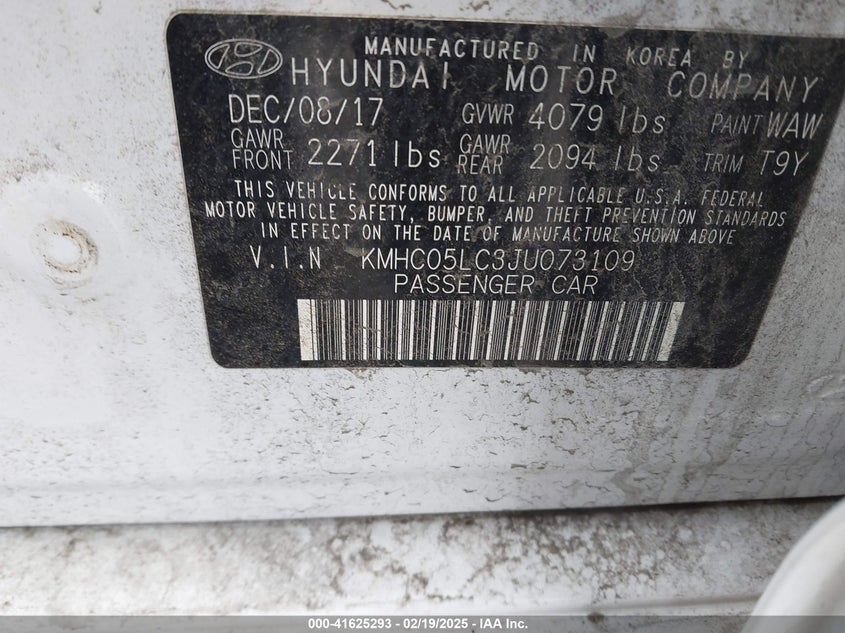 MANUFACTURED IN KOREA BY
HYUNDAI MOTOR COMPANY
DEC/08/17 GVWR 4079 lbs PAINT WAW
GAWR FRONT 2271 lbs GAWR REAR 2094 lbs TRIM T9Y
THIS VEHICLE CONFORMS TO ALL APPLICABLE U.S.A. FEDERAL
MOTOR VEHICLE SAFETY, BUMPER, AND THEFT PREVENTION STANDARDS
IN EFFECT ON THE DATE OF MANUFACTURE SHOWN ABOVE
V.I.N KMHC05LC3JU073109
PASSENGER CAR
000-41625293 - 02/19/2025 - IAA Inc.